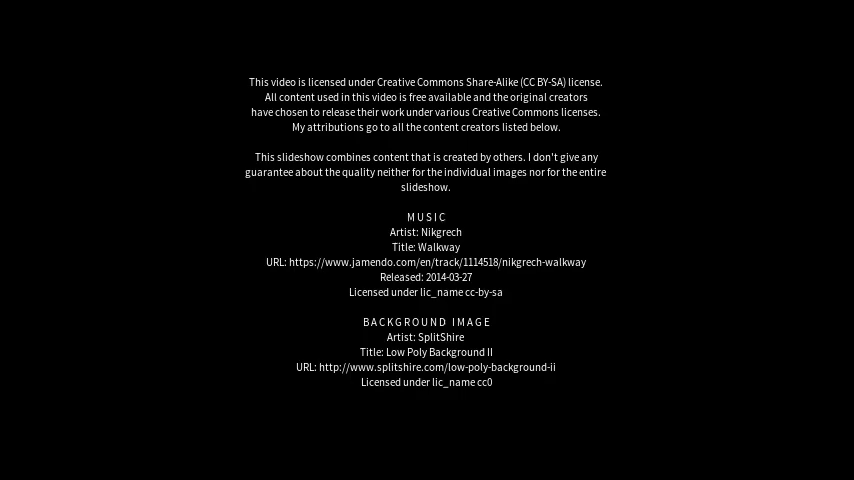 This video is licensed under Creative Commons Share-Alike (CC BY-SA) license.
All content used in this video is free available and the original creators
have chosen to release their work under various Creative Commons licenses.
My attributions go to all the content creators listed below.
This slideshow combines content that is created by others. I don't give any
guarantee about the quality neither for the individual images nor for the entire
slideshow.
MUSIC
Artist: Nikgrech
Title: Walkway
URL: https://www.jamendo.com/en/track/1114518/nikgrech-walkway
Released: 2014-03-27
Licensed under lic_name cc-by-sa
BACKGROUND IMAGE
Artist: SplitShire
Title: Low Poly Background II
URL: http://www.splitshire.com/low-poly-background-ii
Licensed under lic_name cc0